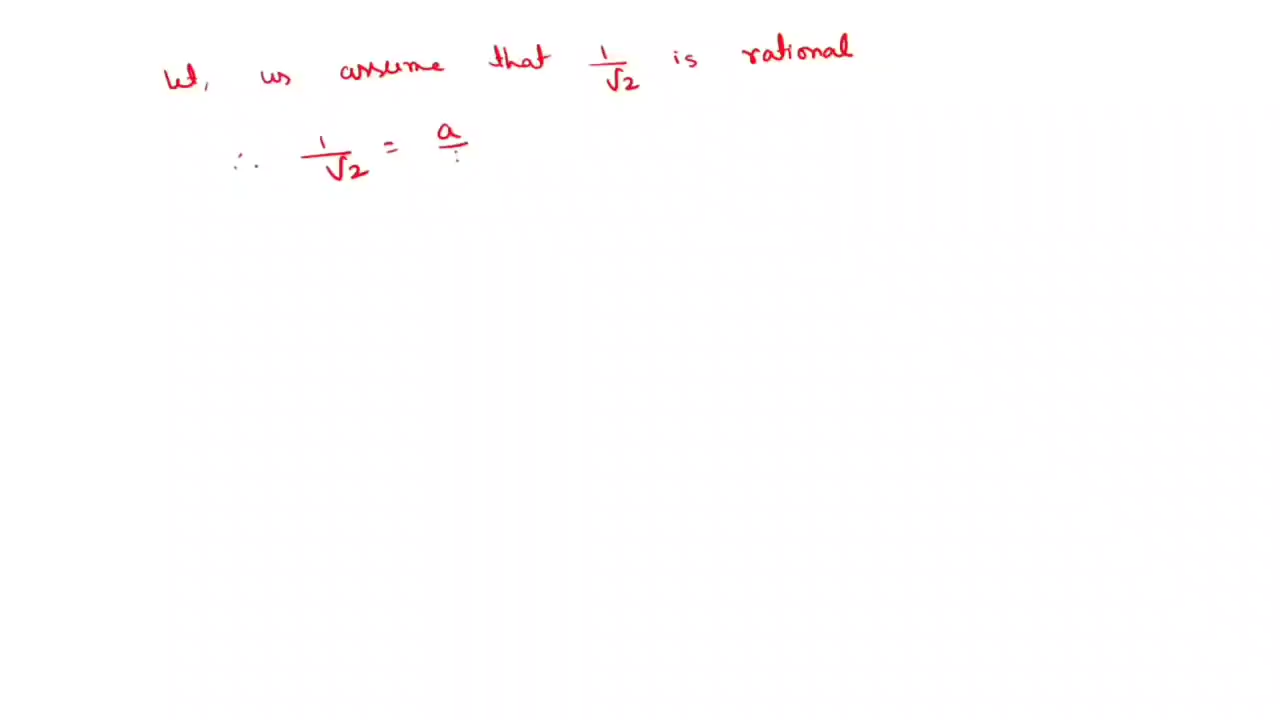 let, us assume that 1/√2 is rational
∴ 1/√2 = a/